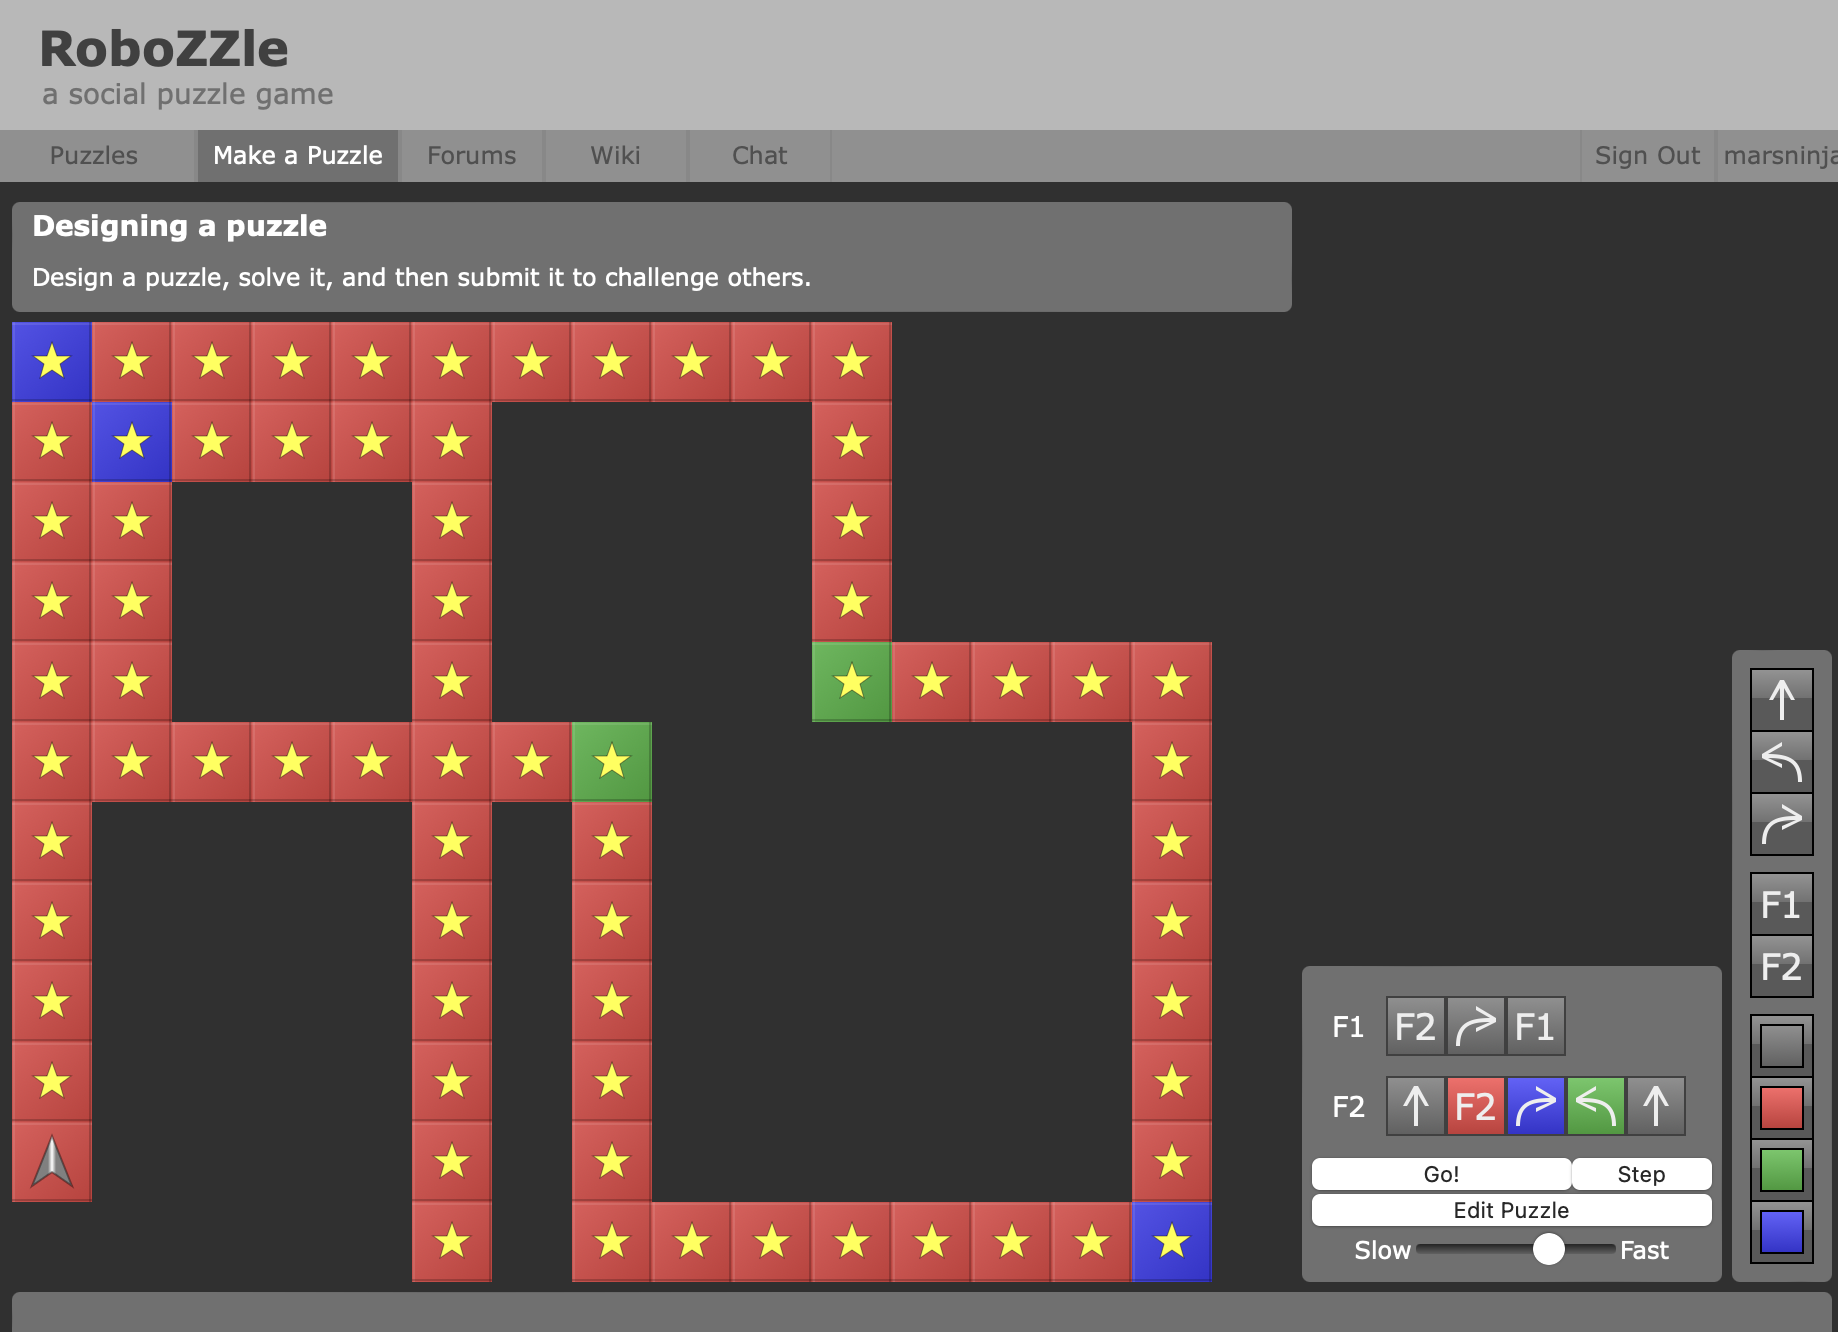 RoboZZle
a social puzzle game
Puzzles Make a Puzzle Forums Wiki Chat Sign Out marsninja
Designing a puzzle
Design a puzzle, solve it, and then submit it to challenge others.
F1
F2
F1 F2 F1
F2 F2
Go! Step
Edit Puzzle
Slow Fast